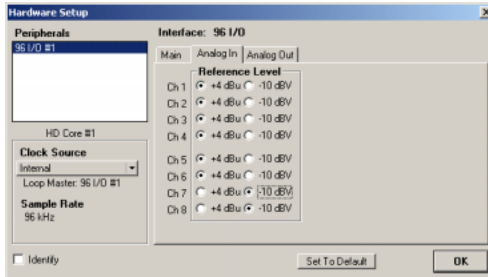 Hardware Setup
Peripherals
96 I/O #1
HD Core #1
Clock Source
Internal
Loop Master: 96 I/O #1
Sample Rate
96 kHz
Identify
Interface: 96 I/O
Main Analog In Analog Out
Reference Level
Ch 1 +4 dBu -10 dBV
Ch 2 +4 dBu -10 dBV
Ch 3 +4 dBu -10 dBV
Ch 4 +4 dBu -10 dBV
Ch 5 +4 dBu -10 dBV
Ch 6 +4 dBu -10 dBV
Ch 7 +4 dBu -10 dBV
Ch 8 +4 dBu -10 dBV
Set To Default
OK